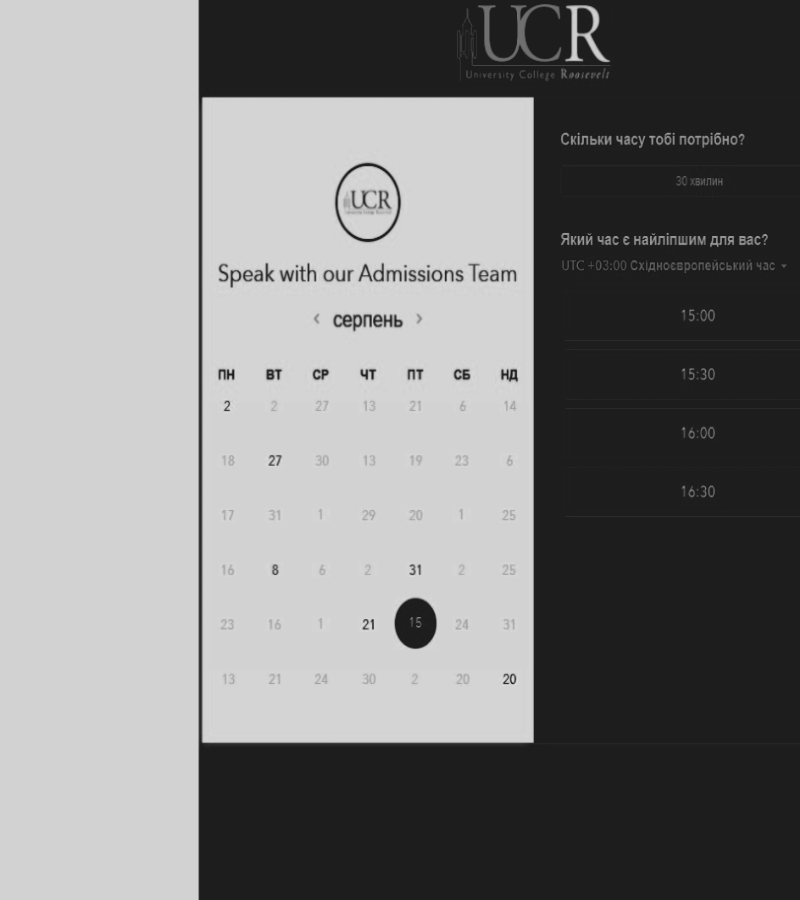 UCR
University College Roosevelt
UCR
Speak with our Admissions Team
‹ серпень ›
ПН ВТ СР ЧТ ПТ СБ НД
2 2 27 13 21 6 14
18 27 30 13 19 23 6
17 31 1 29 20 1 25
16 8 6 2 31 2 25
23 16 1 21 15 24 31
13 21 24 30 2 20 20
Скільки часу тобі потрібно?
30 хвилин
Який час є найліпшим для вас?
UTC +03:00 Східноєвропейський час
15:00
15:30
16:00
16:30